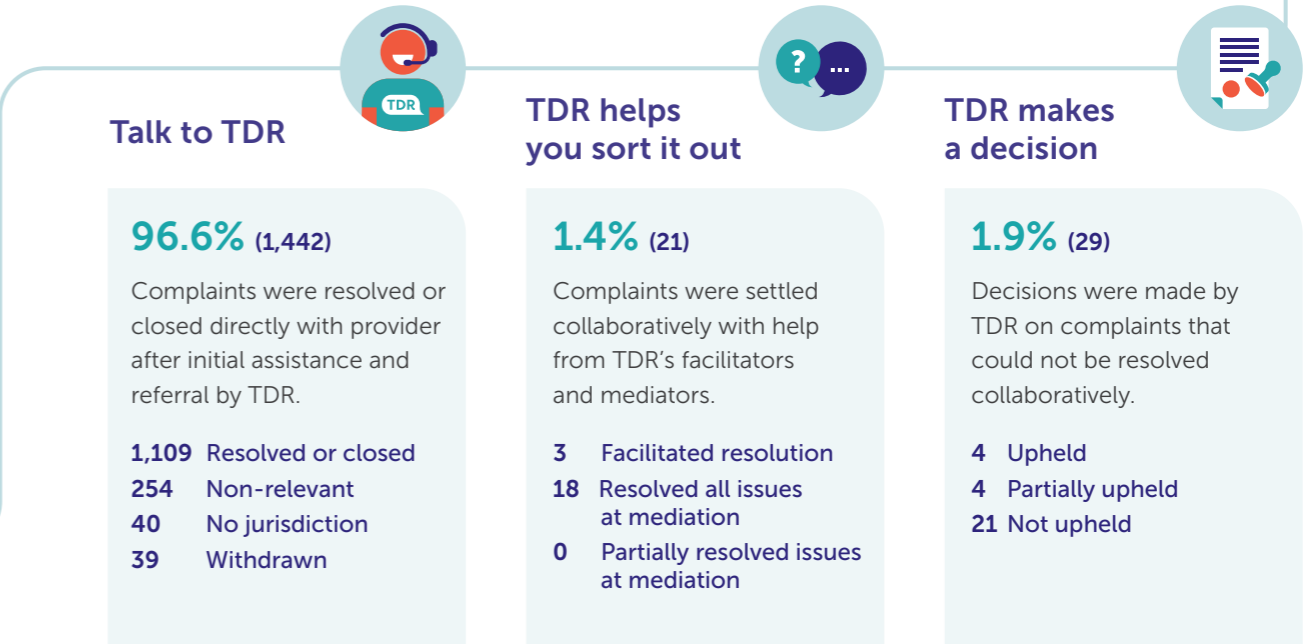 TDR
?
...
Talk to TDR
96.6% (1,442)
Complaints were resolved or
closed directly with provider
after initial assistance and
referral by TDR.
1,109 Resolved or closed
254 Non-relevant
40 No jurisdiction
39 Withdrawn
TDR helps
you sort it out
1.4% (21)
Complaints were settled
collaboratively with help
from TDR's facilitators
and mediators.
3 Facilitated resolution
18 Resolved all issues
at mediation
0 Partially resolved issues
at mediation
TDR makes
a decision
1.9% (29)
Decisions were made by
TDR on complaints that
could not be resolved
collaboratively.
4 Upheld
4 Partially upheld
21 Not upheld